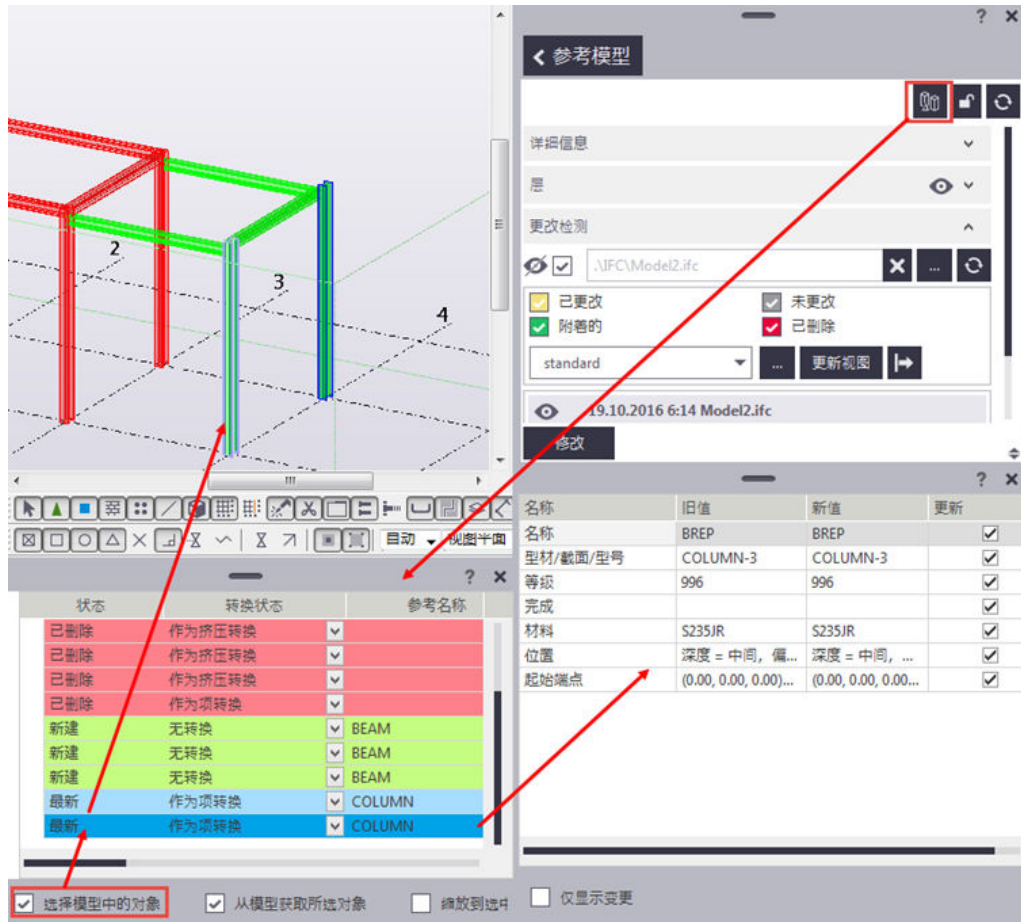 参考模型
详细信息
层
更改检测
.\IFC\Model2.ifc
...
已更改
未更改
附着的
已删除
standard
...
更新视图
19.10.2016 6:14 Model2.ifc
修改
2
3
4
自动
视图平面
状态 转换状态 参考名称
已删除 作为挤压转换
已删除 作为挤压转换
已删除 作为挤压转换
已删除 作为项转换
新建 无转换 BEAM
新建 无转换 BEAM
新建 无转换 BEAM
最新 作为项转换 COLUMN
最新 作为项转换 COLUMN
选择模型中的对象 从模型获取所选对象 缩放到选中
名称 旧值 新值 更新
名称 BREP BREP
型材/截面/型号 COLUMN-3 COLUMN-3
等级 996 996
完成
材料 S235JR S235JR
位置 深度 = 中间, 偏... 深度 = 中间, ...
起始端点 (0.00, 0.00, 0.00)... (0.00, 0.00, 0.00...
仅显示变更